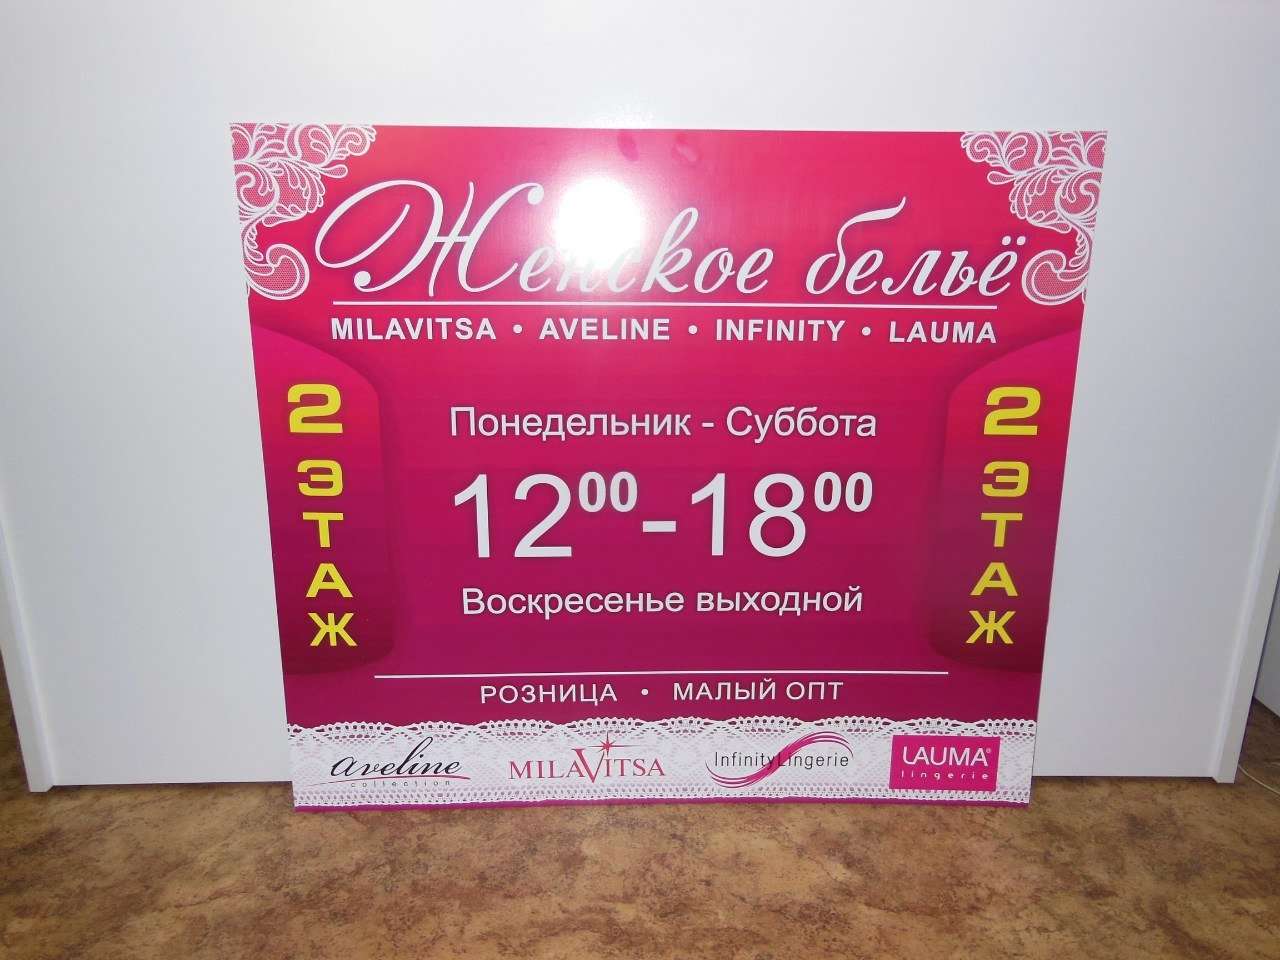 Женское бельё
MILAVITSA • AVELINE • INFINITY • LAUMA
2 ЭТАЖ
Понедельник - Суббота
12⁰⁰-18⁰⁰
Воскресенье выходной
2 ЭТАЖ
РОЗНИЦА • МАЛЫЙ ОПТ
aveline collection
MILAVITSA
InfinityLingerie
LAUMA® lingerie